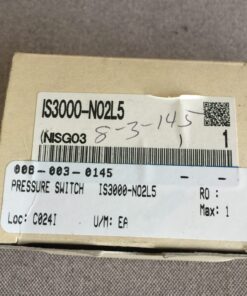 IS3000-N02L5
(NISG03 ) 1
8-3-145
008-003-0145 - -
PRESSURE SWITCH IS3000-N02L5 RO:
Max: 1
Loc: C024I U/M: EA